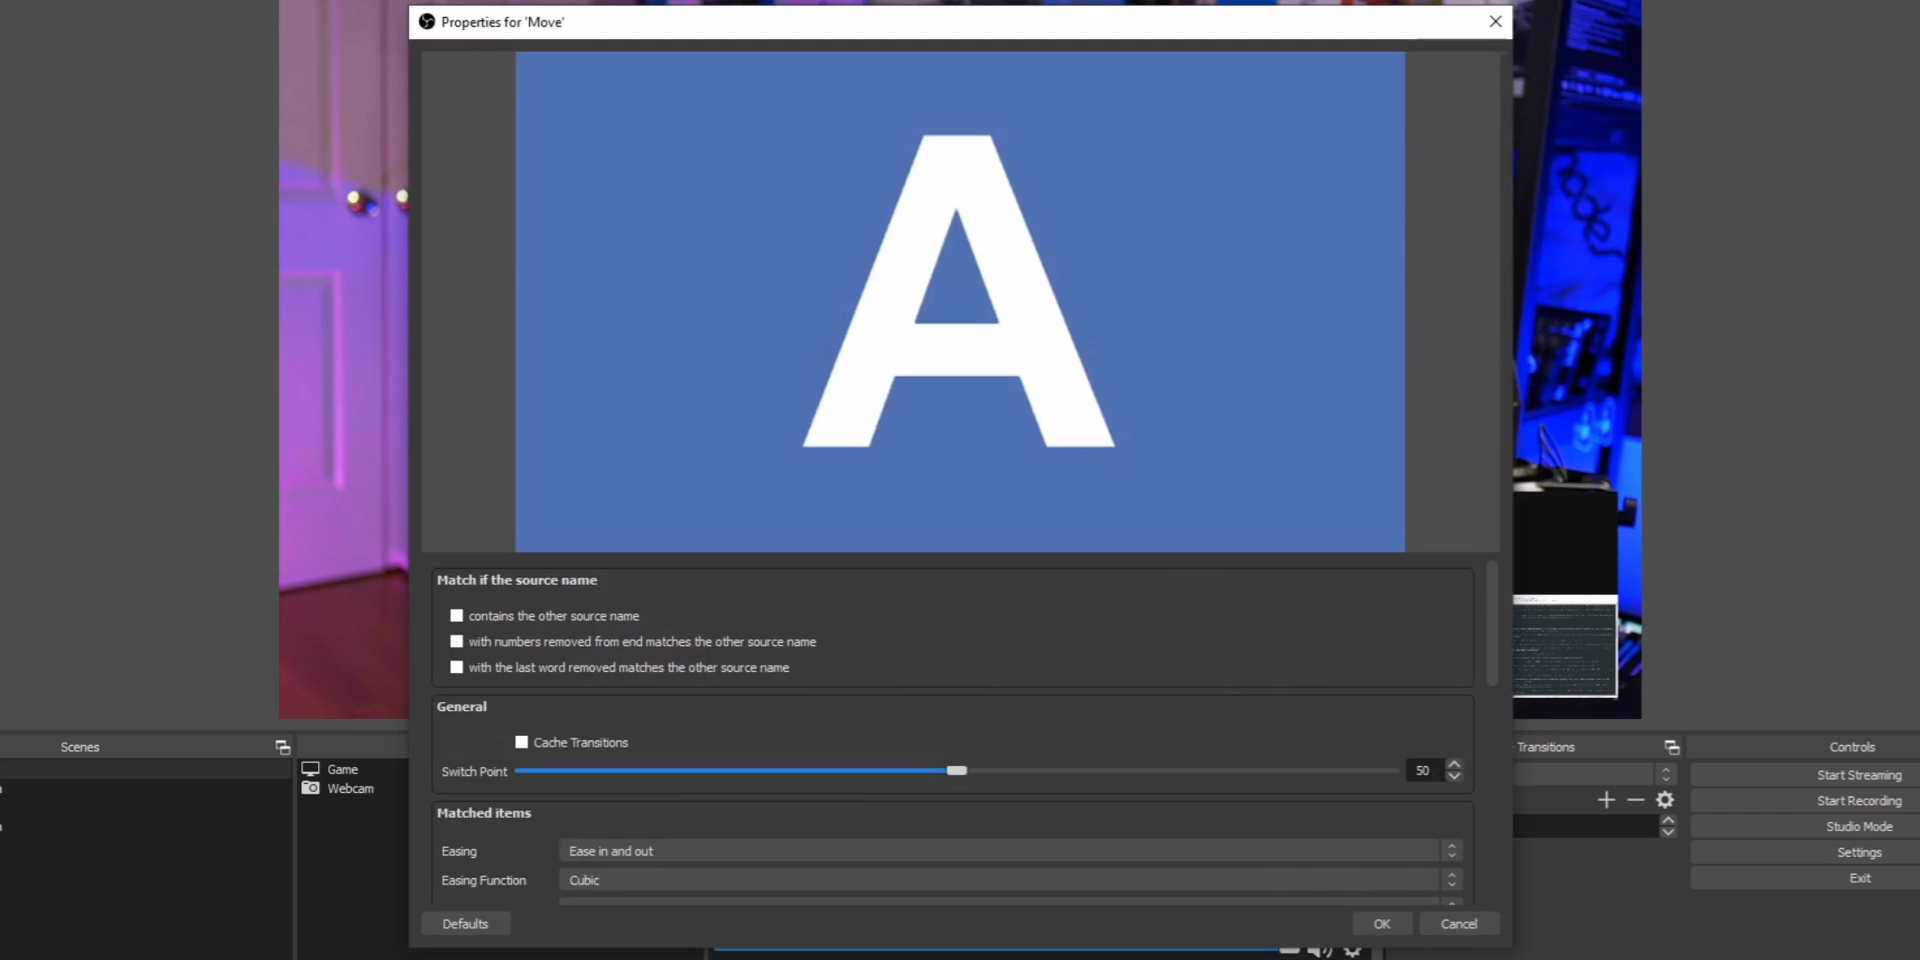 Properties for 'Move'
A
Match if the source name
contains the other source name
with numbers removed from end matches the other source name
with the last word removed matches the other source name
General
Cache Transitions
Switch Point
50
Matched items
Easing
Ease in and out
Easing Function
Cubic
Defaults
OK
Cancel
Scenes
Game
Webcam
Transitions
Controls
Start Streaming
Start Recording
Studio Mode
Settings
Exit